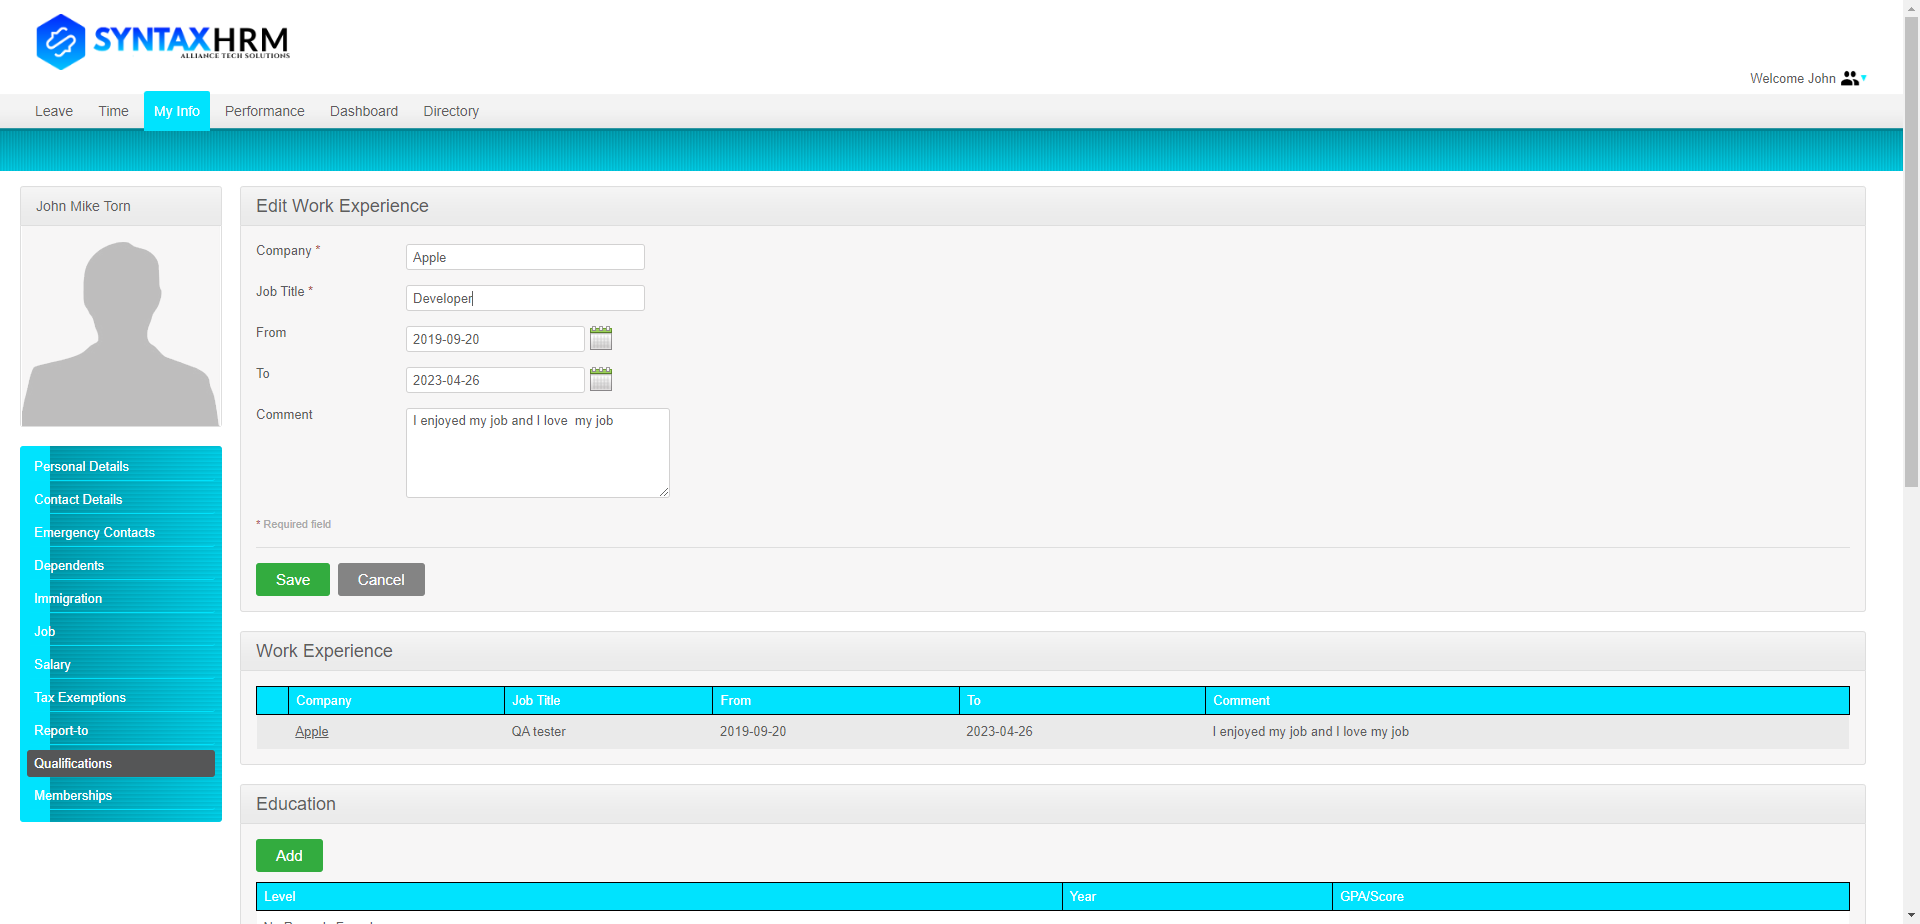 SYNTAXHRM
ALLIANCE TECH SOLUTIONS
Welcome John
Leave Time My Info Performance Dashboard Directory
John Mike Torn
Personal Details
Contact Details
Emergency Contacts
Dependents
Immigration
Job
Salary
Tax Exemptions
Report-to
Qualifications
Memberships
Edit Work Experience
Company * Apple
Job Title * Developer
From 2019-09-20
To 2023-04-26
Comment I enjoyed my job and I love  my job
* Required field
Save Cancel
Work Experience
Company Job Title From To Comment
Apple QA tester 2019-09-20 2023-04-26 I enjoyed my job and I love my job
Education
Add
Level Year GPA/Score